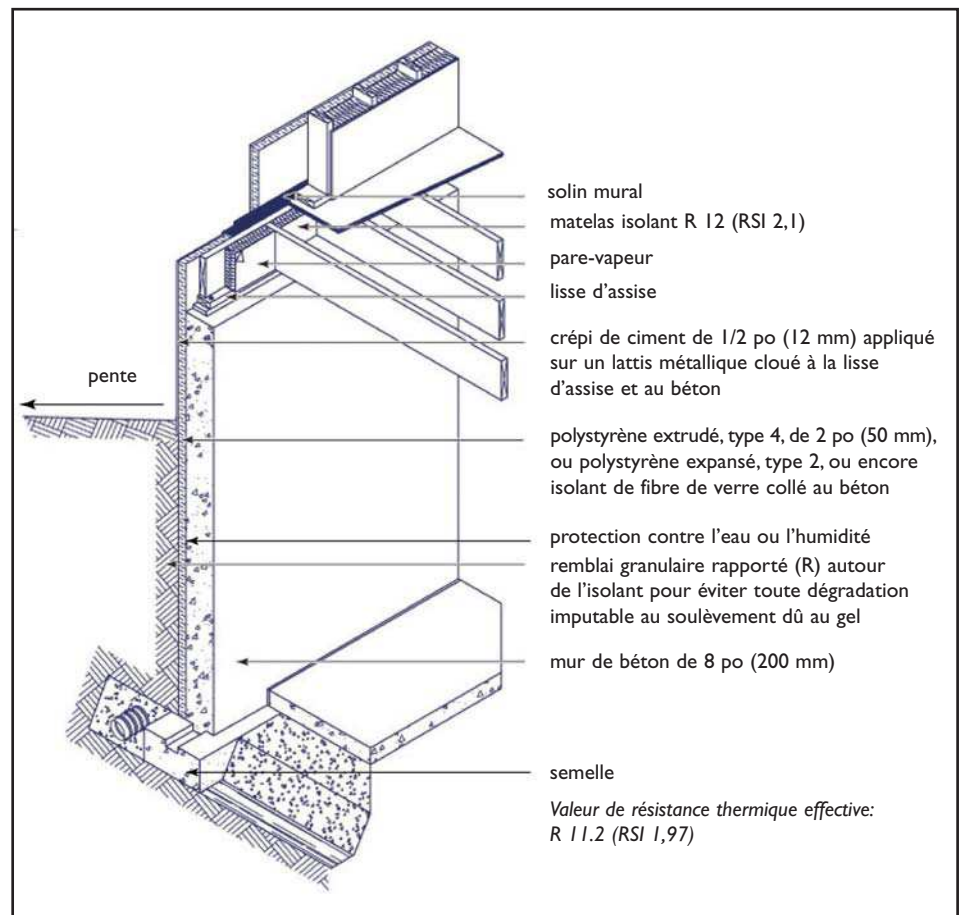 solin mural
matelas isolant R 12 (RSI 2,1)
pare-vapeur
lisse d'assise
crépi de ciment de 1/2 po (12 mm) appliqué
sur un lattis métallique cloué à la lisse
d'assise et au béton
pente
polystyrène extrudé, type 4, de 2 po (50 mm),
ou polystyrène expansé, type 2, ou encore
isolant de fibre de verre collé au béton
protection contre l'eau ou l'humidité
remblai granulaire rapporté (R) autour
de l'isolant pour éviter toute dégradation
imputable au soulèvement dû au gel
mur de béton de 8 po (200 mm)
semelle
Valeur de résistance thermique effective:
R 11.2 (RSI 1,97)